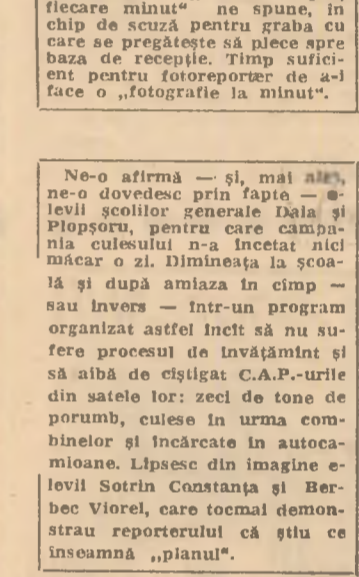 fiecare minut“ ne spune, în
chip de scuză pentru graba cu
care se pregătește să plece spre
baza de recepție. Timp sufici-
ent pentru fotoreporter de a-l
face o „fotografie la minut“.
Ne-o afirmă — și, mai ales,
ne-o dovedesc prin fapte — e-
levii școlilor generale Daia și
Plopșoru, pentru care campa-
nia culesului n-a încetat nici
măcar o zi. Dimineața la școa-
lă și după amiaza în cîmp —
sau invers — într-un program
organizat astfel încît să nu su-
fere procesul de învățămînt și
să aibă de cîștigat C.A.P.-urile
din satele lor: zeci de tone de
porumb, culese în urma com-
binelor și încărcate în autoca-
mioane. Lipsesc din imagine e-
levii Sotrin Constanța și Ber-
bec Viorel, care tocmai demon-
strau reporterului că știu ce
înseamnă „planul“.